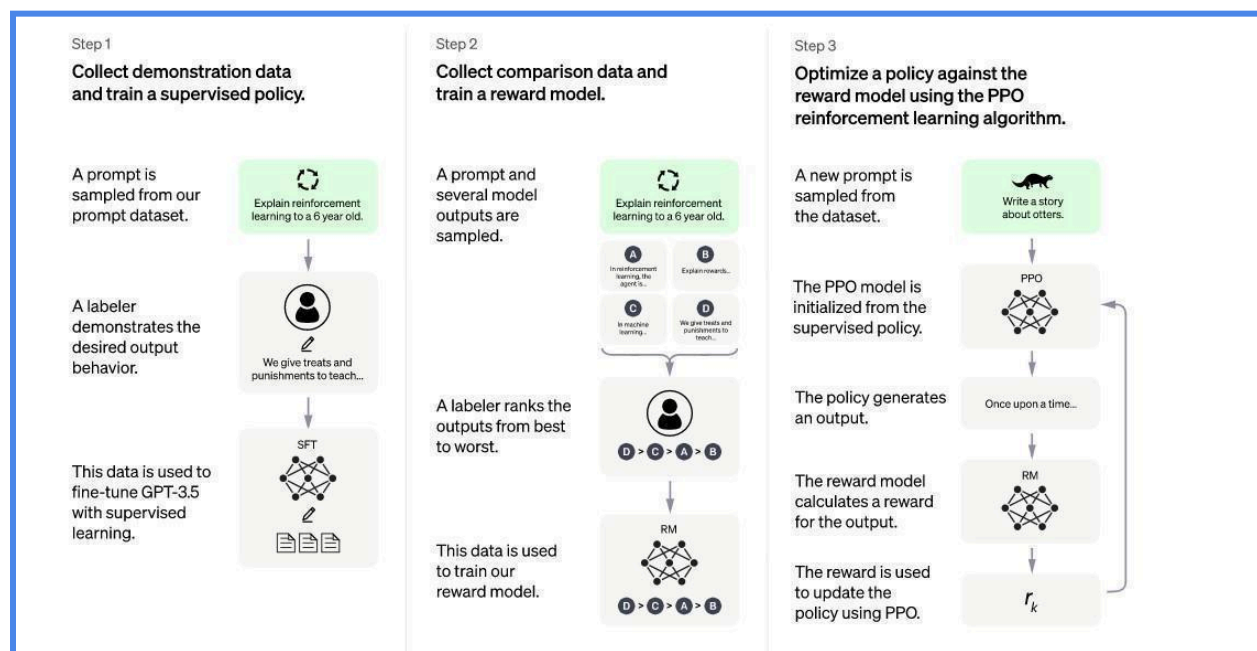 Step 1
Collect demonstration data
and train a supervised policy.
A prompt is
sampled from our
prompt dataset.
Explain reinforcement
learning to a 6 year old.
A labeler
demonstrates the
desired output
behavior.
We give treats and
punishments to teach...
This data is used to
fine-tune GPT-3.5
with supervised
learning.
SFT
Step 2
Collect comparison data and
train a reward model.
A prompt and
several model
outputs are
sampled.
Explain reinforcement
learning to a 6 year old.
A
In reinforcement
learning, the
agent is...
B
Explain rewards...
C
In machine
learning...
D
We give treats and
punishments to
teach...
A labeler ranks the
outputs from best
to worst.
D > C > A > B
This data is used
to train our
reward model.
RM
D > C > A > B
Step 3
Optimize a policy against the
reward model using the PPO
reinforcement learning algorithm.
A new prompt is
sampled from
the dataset.
Write a story
about otters.
The PPO model is
initialized from the
supervised policy.
PPO
The policy generates
an output.
Once upon a time...
The reward model
calculates a reward
for the output.
RM
The reward is used
to update the
policy using PPO.
rₖ